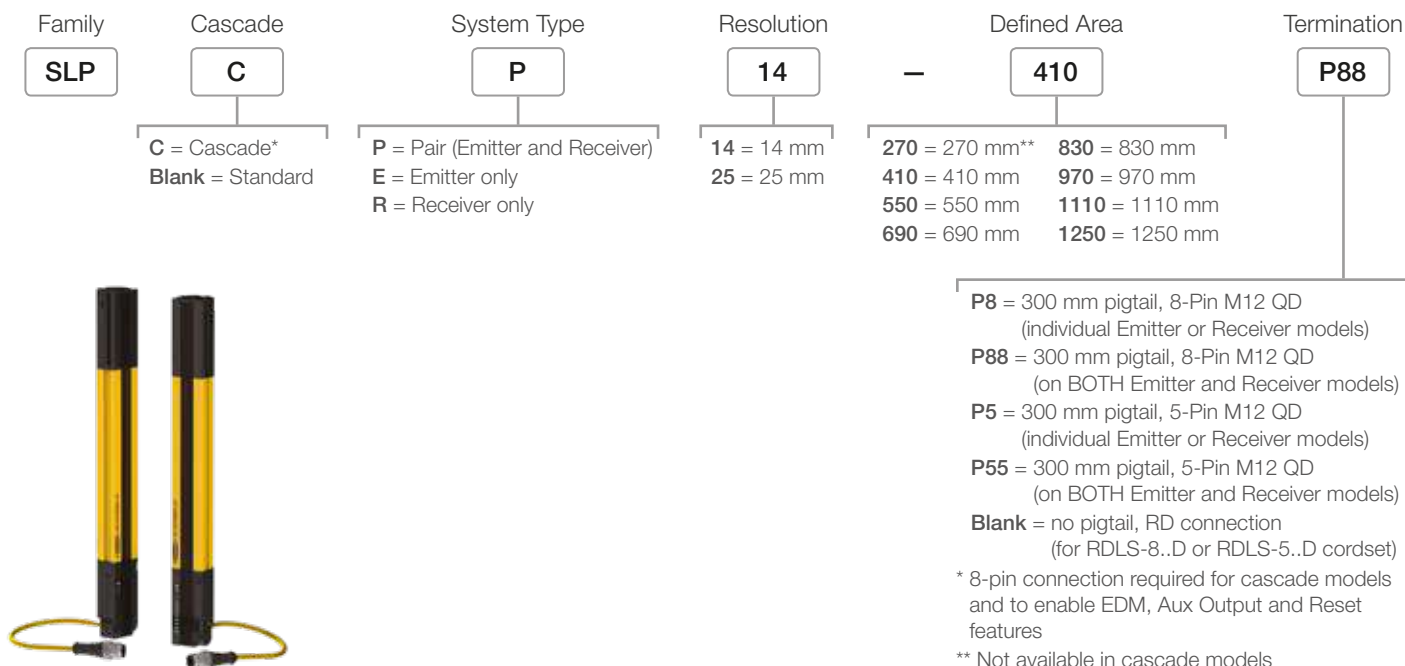 Family Cascade System Type Resolution Defined Area Termination
SLP C P 14 – 410 P88
C = Cascade*
Blank = Standard
P = Pair (Emitter and Receiver)
E = Emitter only
R = Receiver only
14 = 14 mm
25 = 25 mm
270 = 270 mm** 830 = 830 mm
410 = 410 mm 970 = 970 mm
550 = 550 mm 1110 = 1110 mm
690 = 690 mm 1250 = 1250 mm
P8 = 300 mm pigtail, 8-Pin M12 QD
(individual Emitter or Receiver models)
P88 = 300 mm pigtail, 8-Pin M12 QD
(on BOTH Emitter and Receiver models)
P5 = 300 mm pigtail, 5-Pin M12 QD
(individual Emitter or Receiver models)
P55 = 300 mm pigtail, 5-Pin M12 QD
(on BOTH Emitter and Receiver models)
Blank = no pigtail, RD connection
(for RDLS-8..D or RDLS-5..D cordset)
* 8-pin connection required for cascade models
and to enable EDM, Aux Output and Reset
features
** Not available in cascade models